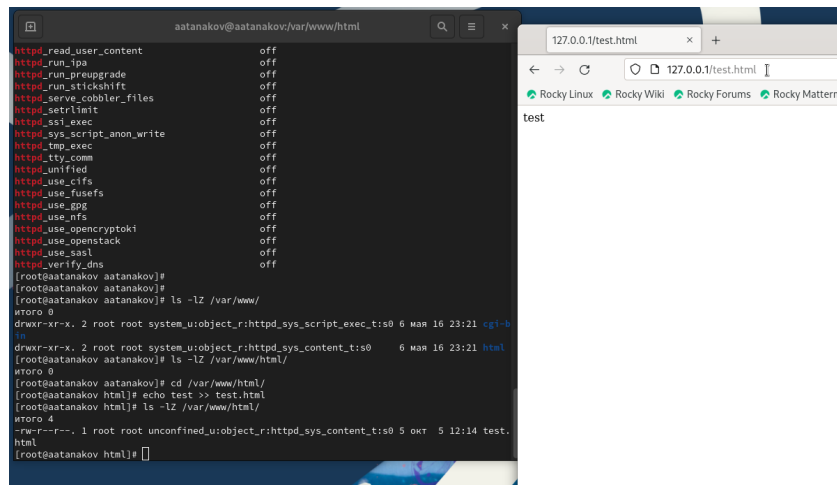 aatanakov@aatanakov:/var/www/html
httpd_read_user_content off
httpd_run_ipa off
httpd_run_preupgrade off
httpd_run_stickshift off
httpd_serve_cobbler_files off
httpd_setrlimit off
httpd_ssi_exec off
httpd_sys_script_anon_write off
httpd_tmp_exec off
httpd_tty_comm off
httpd_unified off
httpd_use_cifs off
httpd_use_fusefs off
httpd_use_gpg off
httpd_use_nfs off
httpd_use_opencryptoki off
httpd_use_openstack off
httpd_use_sasl off
httpd_verify_dns off
[root@aatanakov aatanakov]#
[root@aatanakov aatanakov]#
[root@aatanakov aatanakov]# ls -lZ /var/www/
итого 0
drwxr-xr-x. 2 root root system_u:object_r:httpd_sys_script_exec_t:s0 6 мая 16 23:21 cgi-b
in
drwxr-xr-x. 2 root root system_u:object_r:httpd_sys_content_t:s0 6 мая 16 23:21 html
[root@aatanakov aatanakov]# ls -lZ /var/www/html/
итого 0
[root@aatanakov aatanakov]# cd /var/www/html/
[root@aatanakov html]# echo test >> test.html
[root@aatanakov html]# ls -lZ /var/www/html/
итого 4
-rw-r--r--. 1 root root unconfined_u:object_r:httpd_sys_content_t:s0 5 окт 5 12:14 test.
html
[root@aatanakov html]#
127.0.0.1/test.html
127.0.0.1/test.html
Rocky Linux Rocky Wiki Rocky Forums Rocky Mattern
test